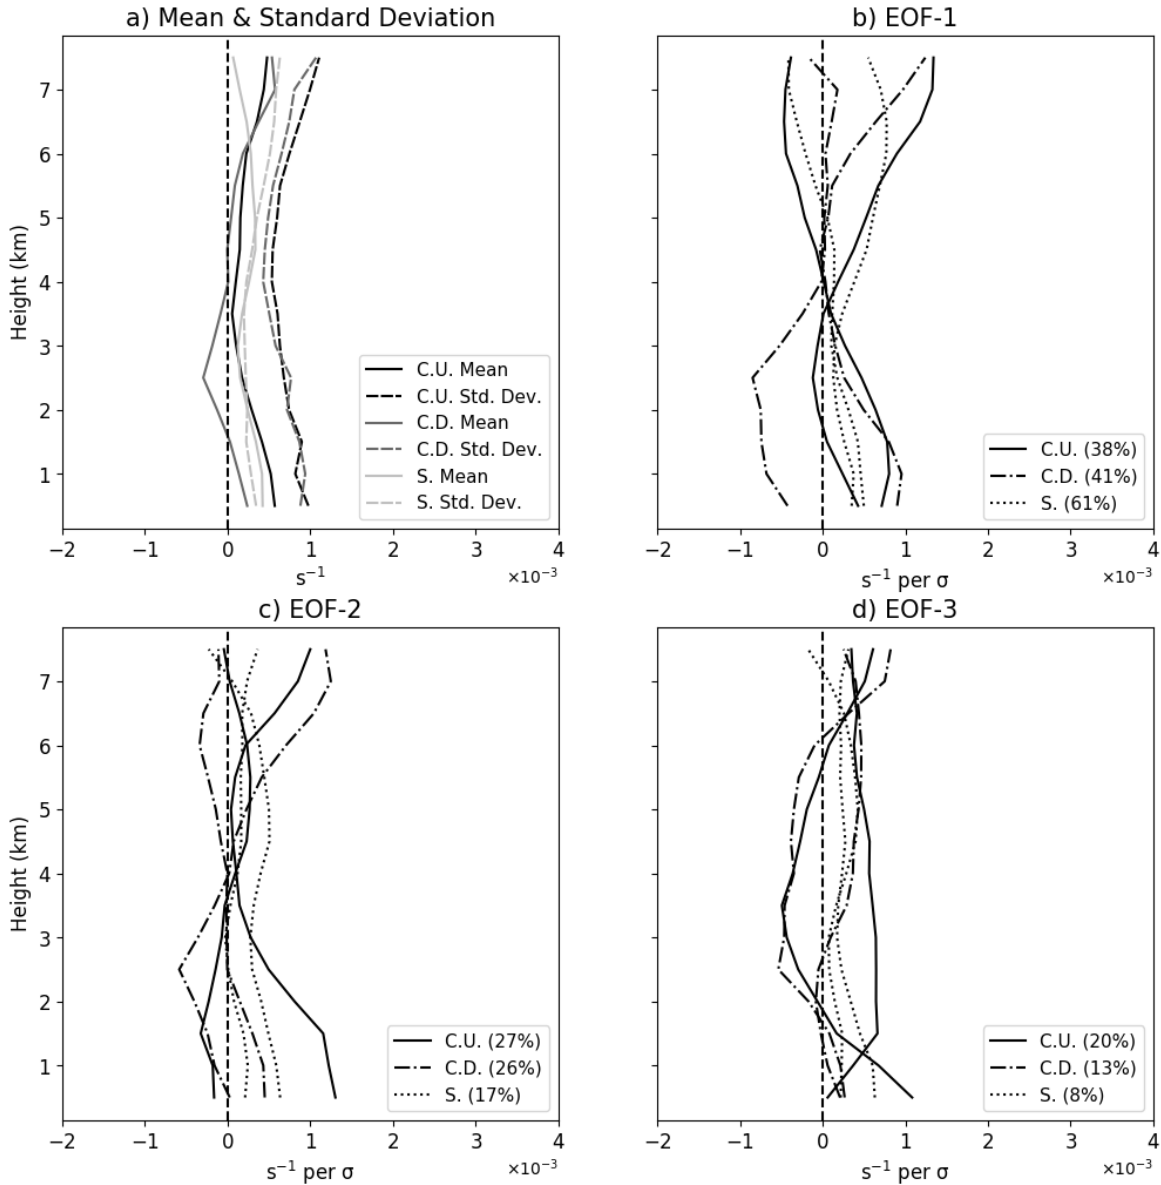 a) Mean & Standard Deviation
7
6
5
4
3
2
1
Height (km)
C.U. Mean
C.U. Std. Dev.
C.D. Mean
C.D. Std. Dev.
S. Mean
S. Std. Dev.
−2 −1 0 1 2 3 4
s⁻¹
×10⁻³
b) EOF-1
C.U. (38%)
C.D. (41%)
S. (61%)
−2 −1 0 1 2 3 4
s⁻¹ per σ
×10⁻³
c) EOF-2
7
6
5
4
3
2
1
Height (km)
C.U. (27%)
C.D. (26%)
S. (17%)
−2 −1 0 1 2 3 4
s⁻¹ per σ
×10⁻³
d) EOF-3
C.U. (20%)
C.D. (13%)
S. (8%)
−2 −1 0 1 2 3 4
s⁻¹ per σ
×10⁻³